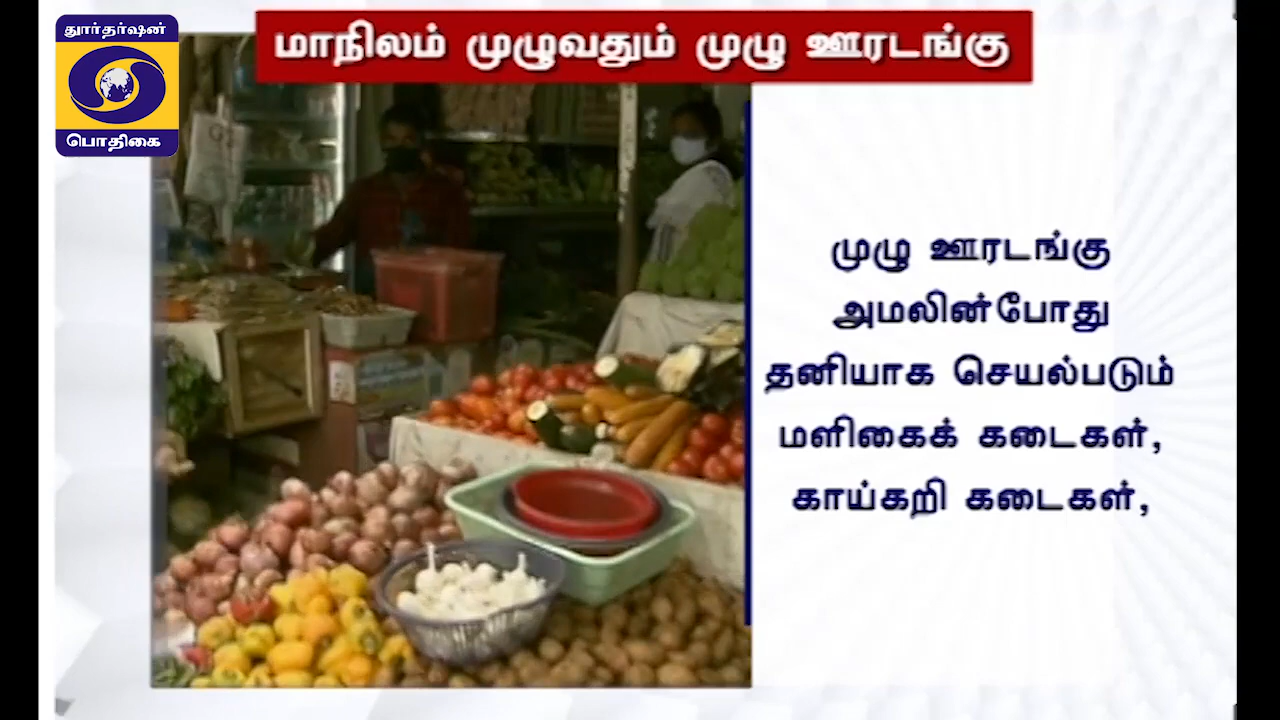 தூர்தர்ஷன்
பொதிகை
மாநிலம் முழுவதும் முழு ஊரடங்கு
முழு ஊரடங்கு
அமலின்போது
தனியாக செயல்படும்
மளிகைக் கடைகள்,
காய்கறி கடைகள்,